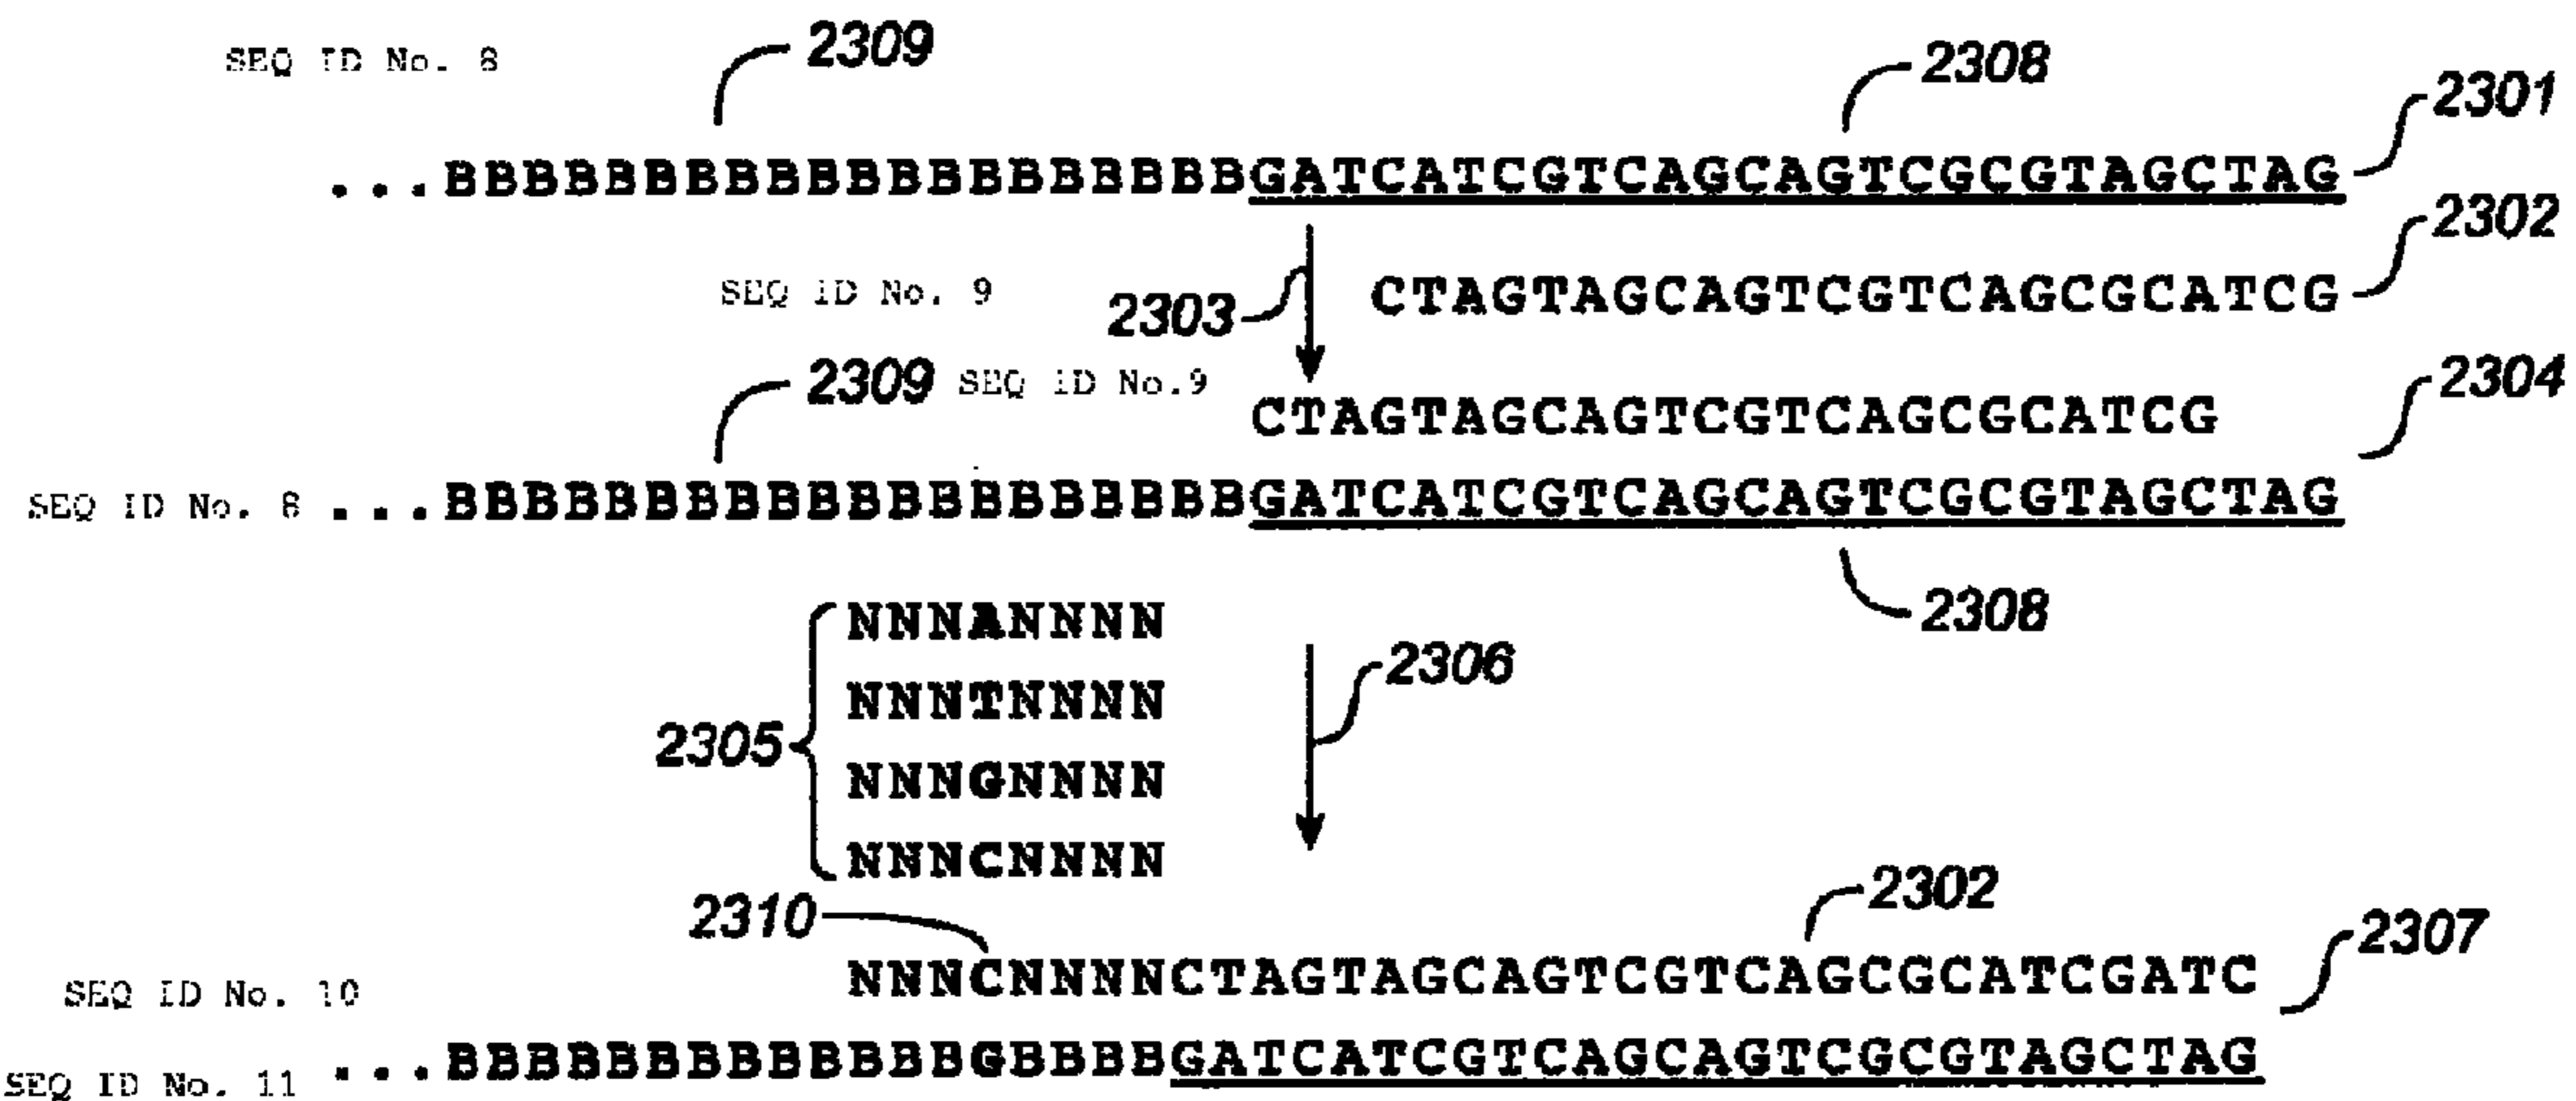 SEQ ID No. 8
2309
2308
2301
...BBBBBBBBBBBBBBBBBBBBGATCATCGTCAGCAGTCGCGTAGCTAG
2302
SEQ ID No. 9
2303
CTAGTAGCAGTCGTCAGCGCATCG
2309
SEQ ID No.9
2304
CTAGTAGCAGTCGTCAGCGCATCG
SEQ ID No. 8
...BBBBBBBBBBBBBBBBBBBBGATCATCGTCAGCAGTCGCGTAGCTAG
2308
NNNANNNN
2306
NNNTNNNN
2305
NNNGNNNN
NNNCNNNN
2310
2302
2307
SEQ ID No. 10
NNNCNNNNCTAGTAGCAGTCGTCAGCGCATCGATC
SEQ ID No. 11
...BBBBBBBBBBBBBGBBBBGATCATCGTCAGCAGTCGCGTAGCTAG